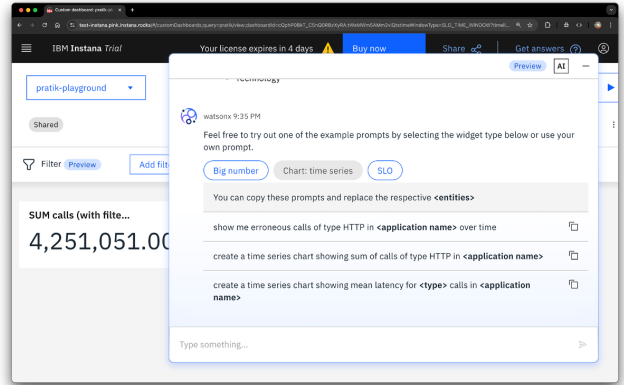 Custom dashboard: pratik-pl
IBM Instana Trial
Your license expires in 4 days
Buy now
Share
Get answers
Preview
AI
pratik-playground
Technology
Shared
watsonx 9:35 PM
Feel free to try out one of the example prompts by selecting the widget type below or use your
own prompt.
Filter Preview
Add filt
Big number
Chart: time series
SLO
You can copy these prompts and replace the respective <entities>
SUM calls (with filte...
4,251,051.00
show me erroneous calls of type HTTP in <application name> over time
create a time series chart showing sum of calls of type HTTP in <application name>
create a time series chart showing mean latency for <type> calls in <application
name>
Type something...